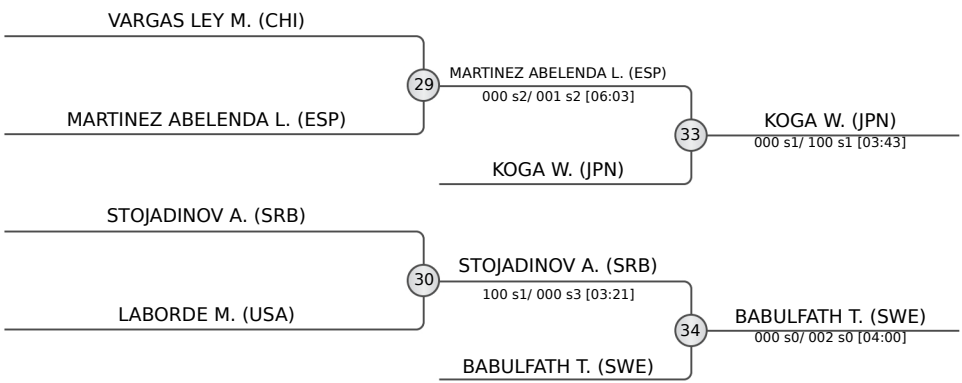 VARGAS LEY M. (CHI)
29
MARTINEZ ABELENDA L. (ESP)
000 s2/ 001 s2 [06:03]
MARTINEZ ABELENDA L. (ESP)
33
KOGA W. (JPN)
000 s1/ 100 s1 [03:43]
KOGA W. (JPN)
STOJADINOV A. (SRB)
30
STOJADINOV A. (SRB)
100 s1/ 000 s3 [03:21]
LABORDE M. (USA)
34
BABULFATH T. (SWE)
000 s0/ 002 s0 [04:00]
BABULFATH T. (SWE)